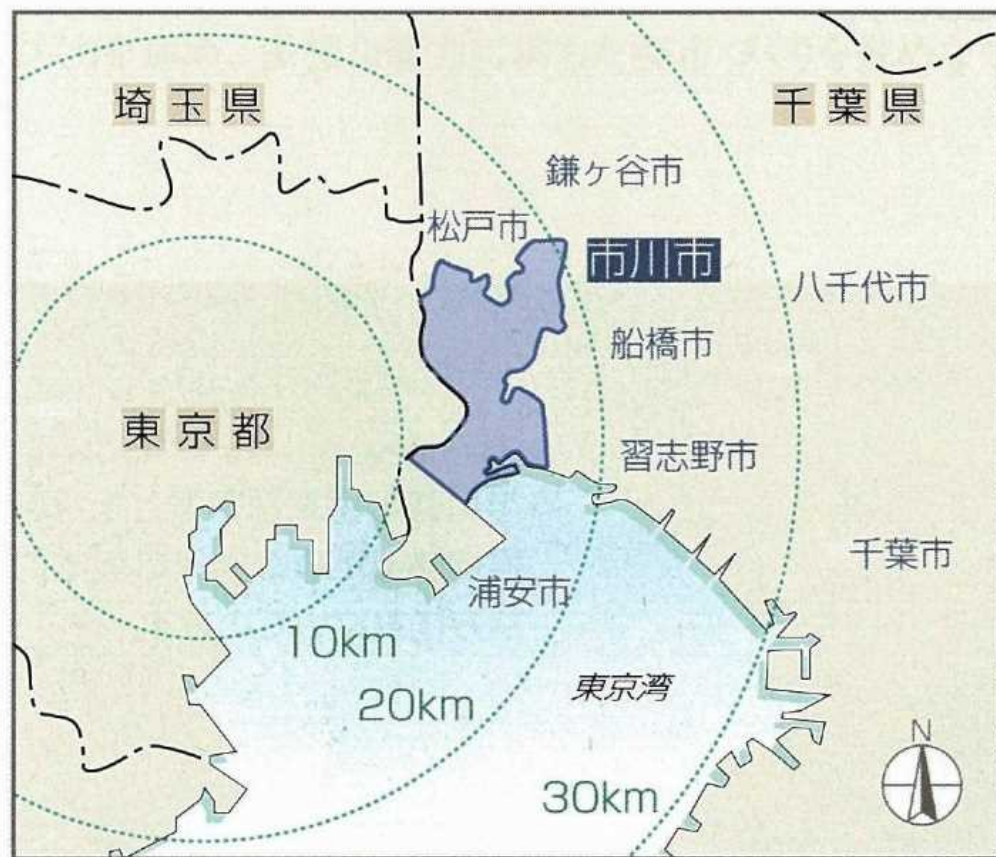 埼玉県
千葉県
鎌ヶ谷市
松戸市
市川市
八千代市
船橋市
東京都
習志野市
千葉市
浦安市
10km
東京湾
20km
30km
N